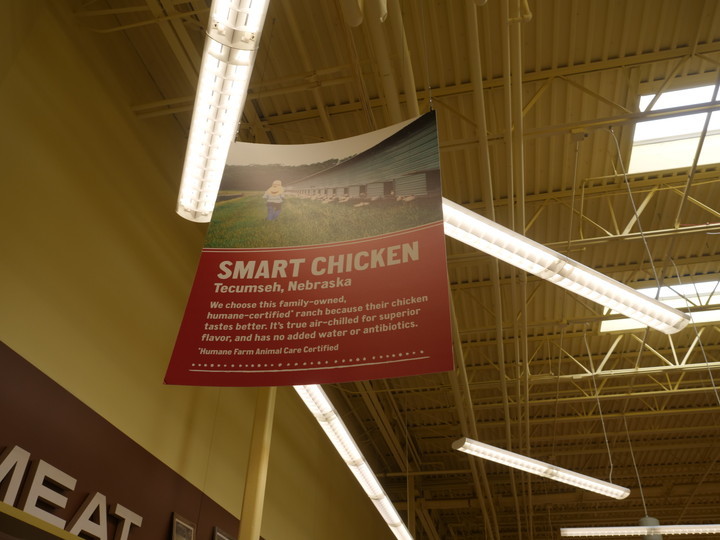 SMART CHICKEN
Tecumseh, Nebraska
We choose this family-owned,
humane-certified* ranch because their chicken
tastes better. It's true air-chilled for superior
flavor, and has no added water or antibiotics.
*Humane Farm Animal Care Certified
MEAT